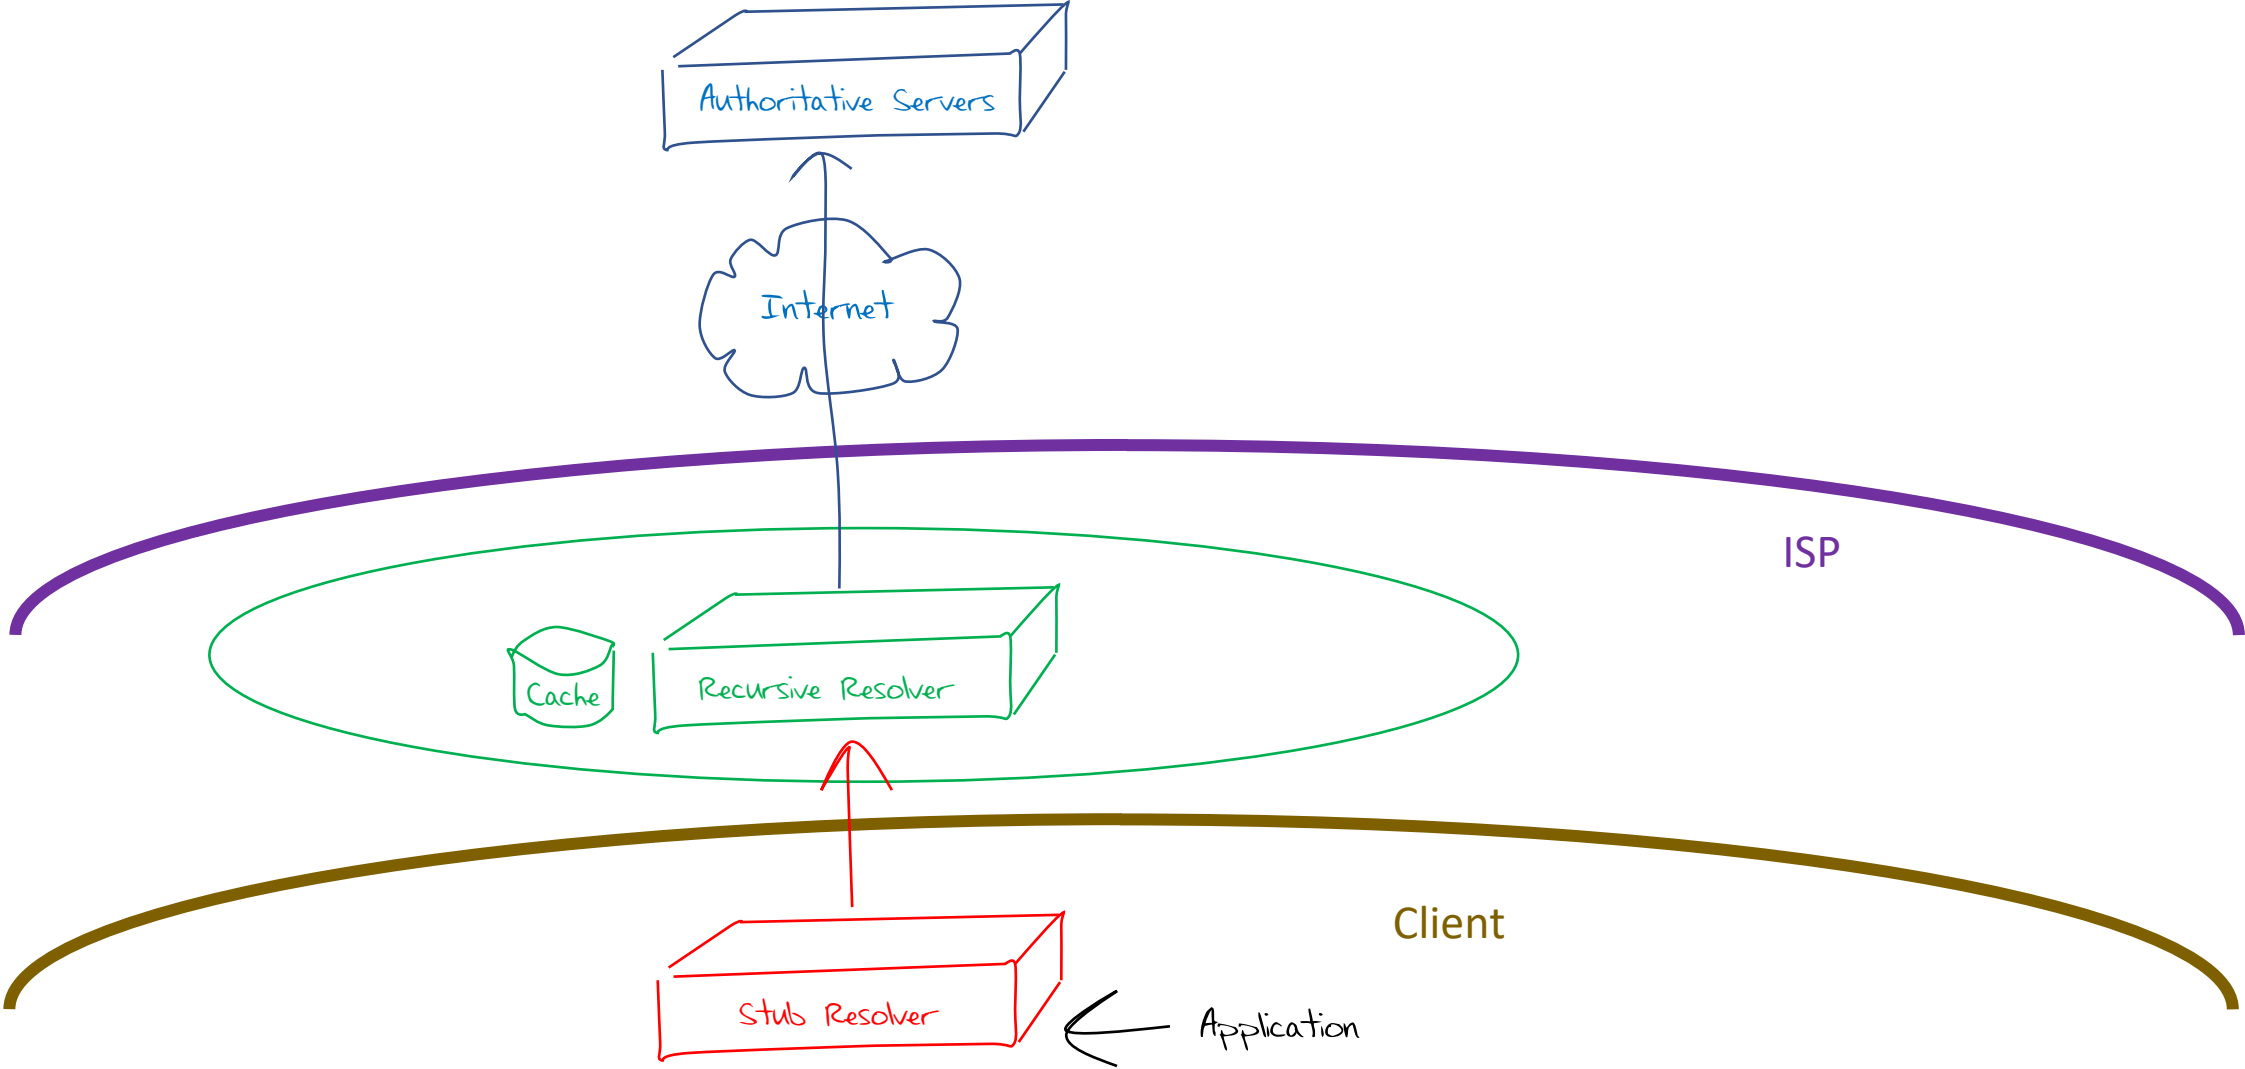 Authoritative Servers
Internet
ISP
Cache
Recursive Resolver
Client
Stub Resolver
Application